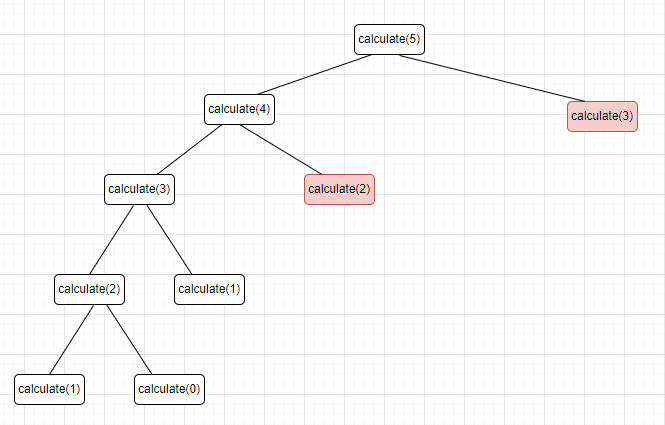 calculate(5)
calculate(4)
calculate(3)
calculate(3)
calculate(2)
calculate(2)
calculate(1)
calculate(1)
calculate(0)